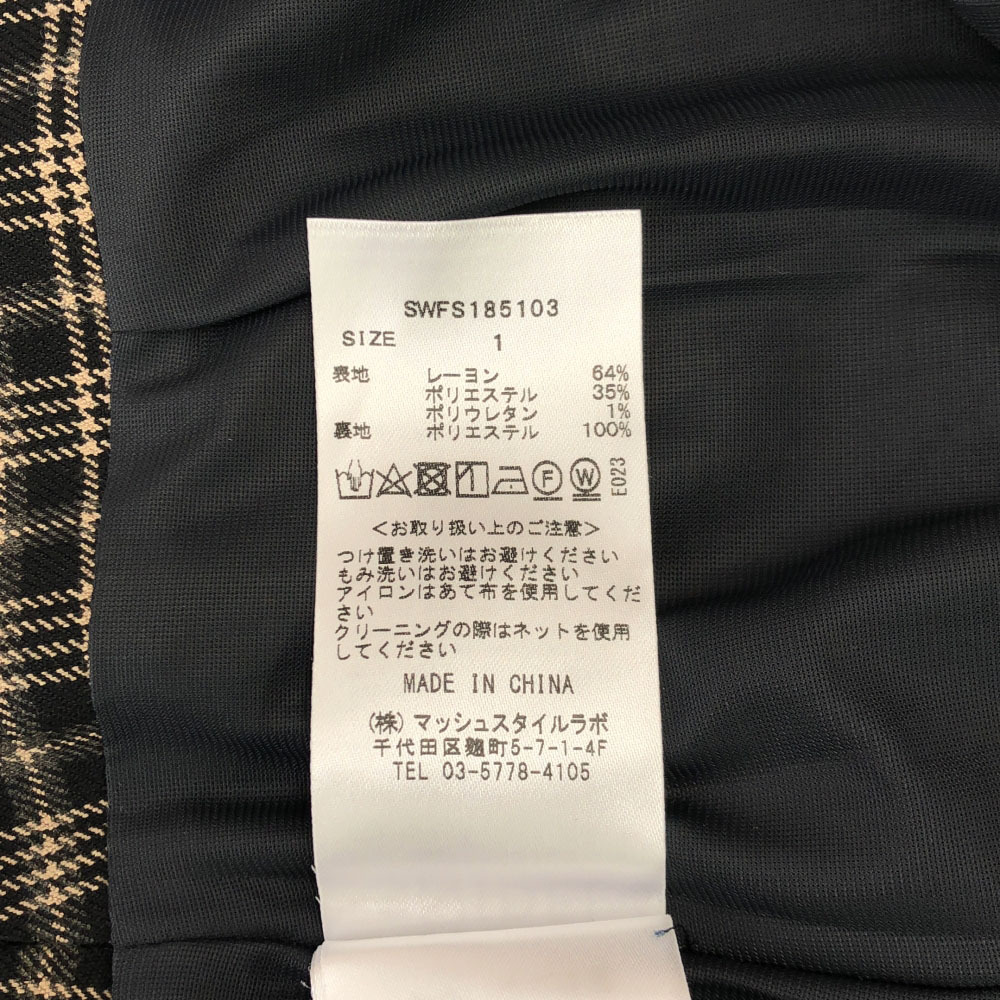 SWFS185103
SIZE 1
表地 レーヨン 64%
ポリエステル 35%
ポリウレタン 1%
裏地 ポリエステル 100%
F W E023
<お取り扱い上のご注意>
つけ置き洗いはお避けください
もみ洗いはお避けください
アイロンはあて布を使用してくだ
さい
クリーニングの際はネットを使用
してください
MADE IN CHINA
(株)マッシュスタイルラボ
千代田区麹町5-7-1-4F
TEL 03-5778-4105